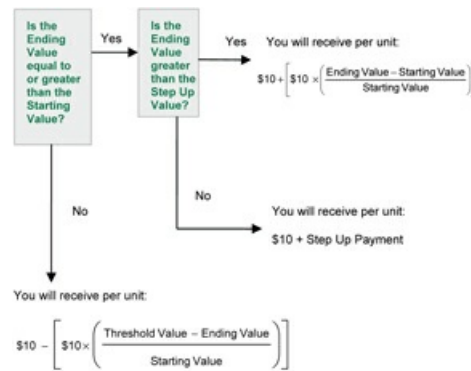 Is the
Ending
Value
equal to
or greater
than the
Starting
Value?
Yes
Is the
Ending
Value
greater
than the
Step Up
Value?
Yes
You will receive per unit:
$10 + [ $10 × ( Ending Value – Starting Value
Starting Value ) ]
No
You will receive per unit:
$10 + Step Up Payment
No
You will receive per unit:
$10 – [ $10 × ( Threshold Value – Ending Value
Starting Value ) ]